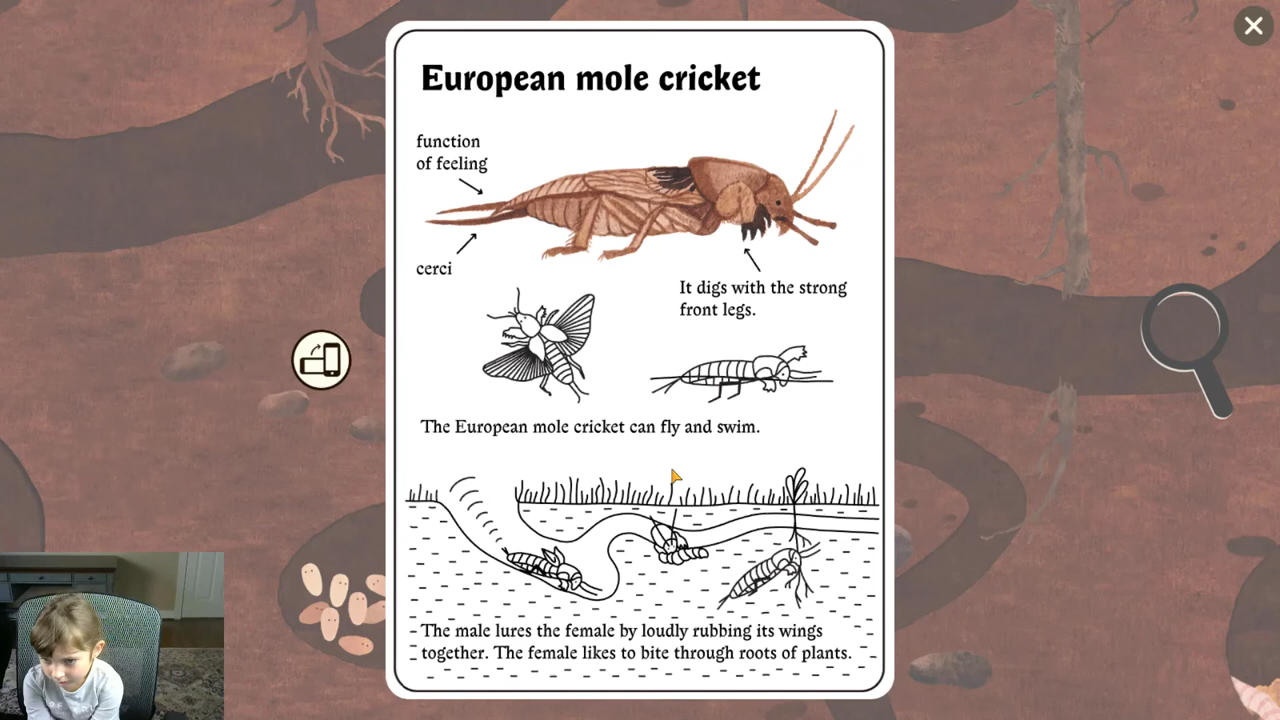 European mole cricket
function
of feeling
cerci
It digs with the strong
front legs.
The European mole cricket can fly and swim.
The male lures the female by loudly rubbing its wings
together. The female likes to bite through roots of plants.